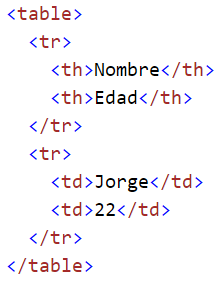 <table>
  <tr>
    <th>Nombre</th>
    <th>Edad</th>
  </tr>
  <tr>
    <td>Jorge</td>
    <td>22</td>
  </tr>
</table>